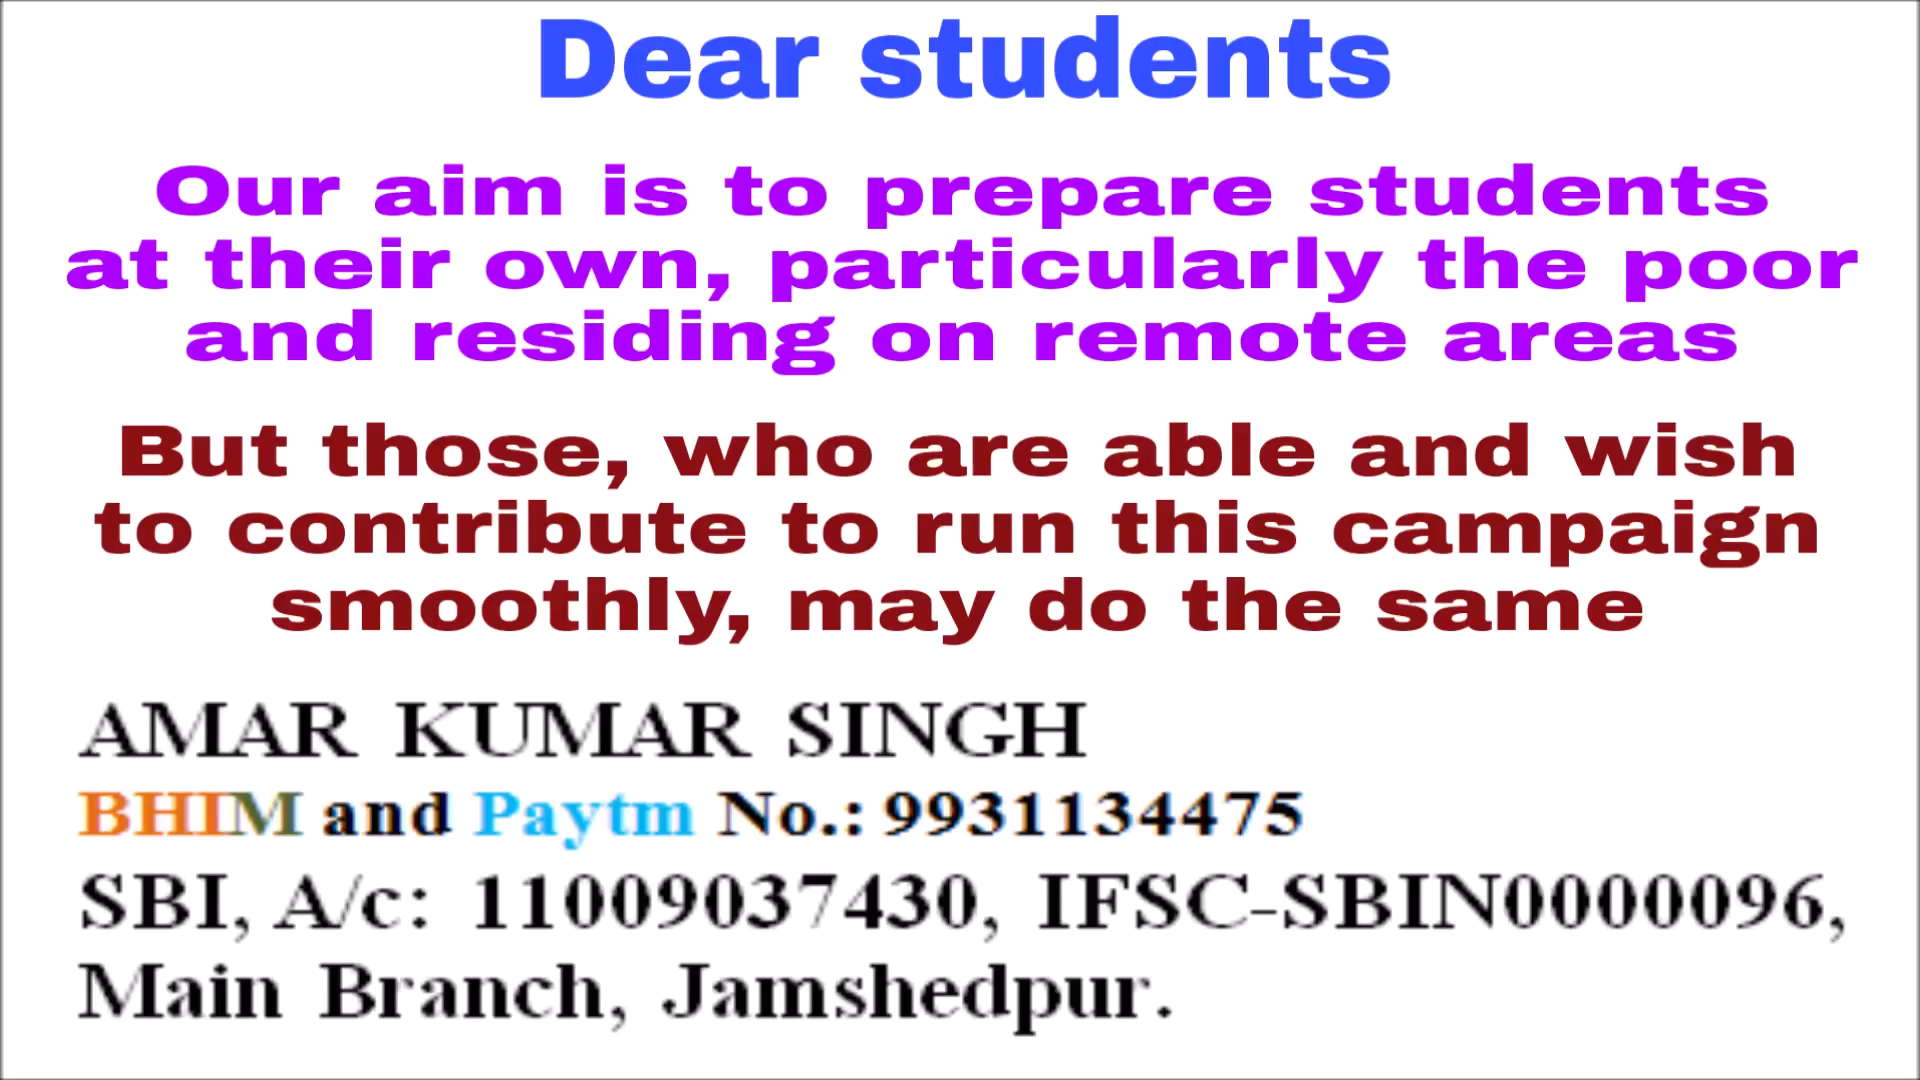 Dear students
Our aim is to prepare students
at their own, particularly the poor
and residing on remote areas
But those, who are able and wish
to contribute to run this campaign
smoothly, may do the same
AMAR KUMAR SINGH
BHIM and Paytm No.: 9931134475
SBI, A/c: 11009037430, IFSC-SBIN0000096,
Main Branch, Jamshedpur.